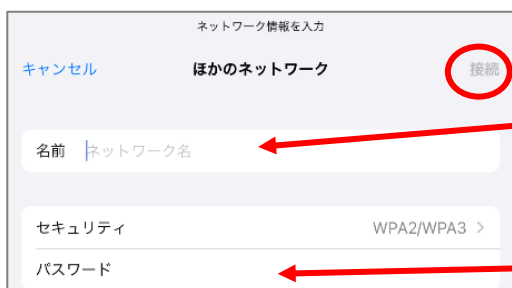 ネットワーク情報を入力
キャンセル ほかのネットワーク 接続
名前 ネットワーク名
セキュリティ WPA2/WPA3 >
パスワード